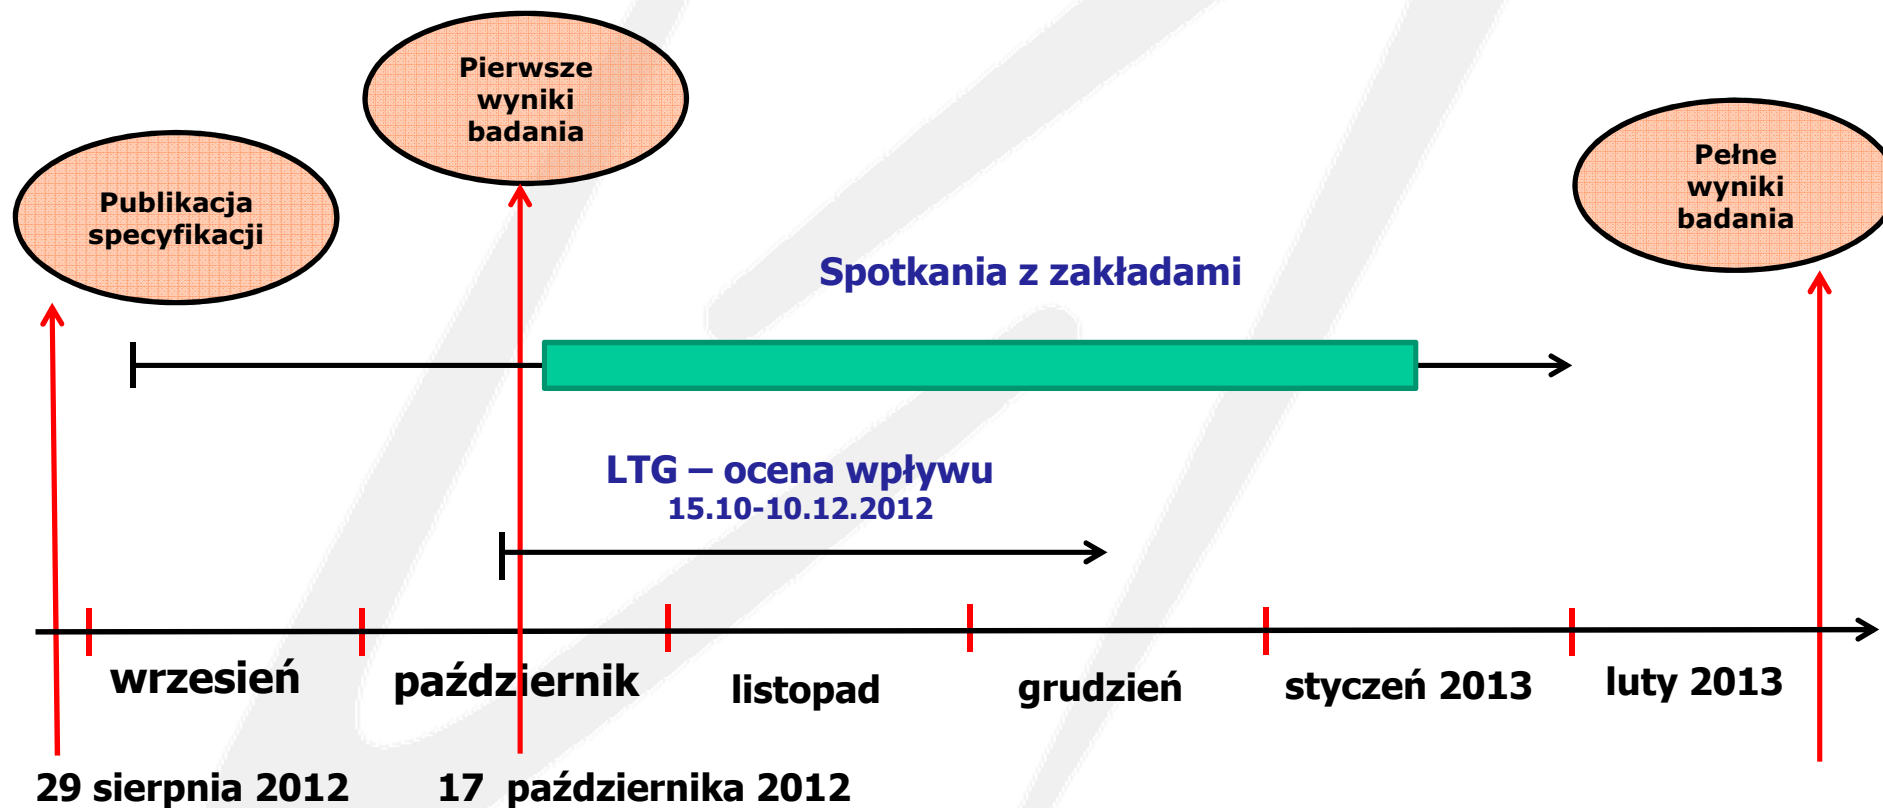 Pierwsze
wyniki
badania
Publikacja
specyfikacji
Pełne
wyniki
badania
Spotkania z zakładami
LTG – ocena wpływu
15.10-10.12.2012
wrzesień
październik
listopad
grudzień
styczeń 2013
luty 2013
29 sierpnia 2012
17 października 2012